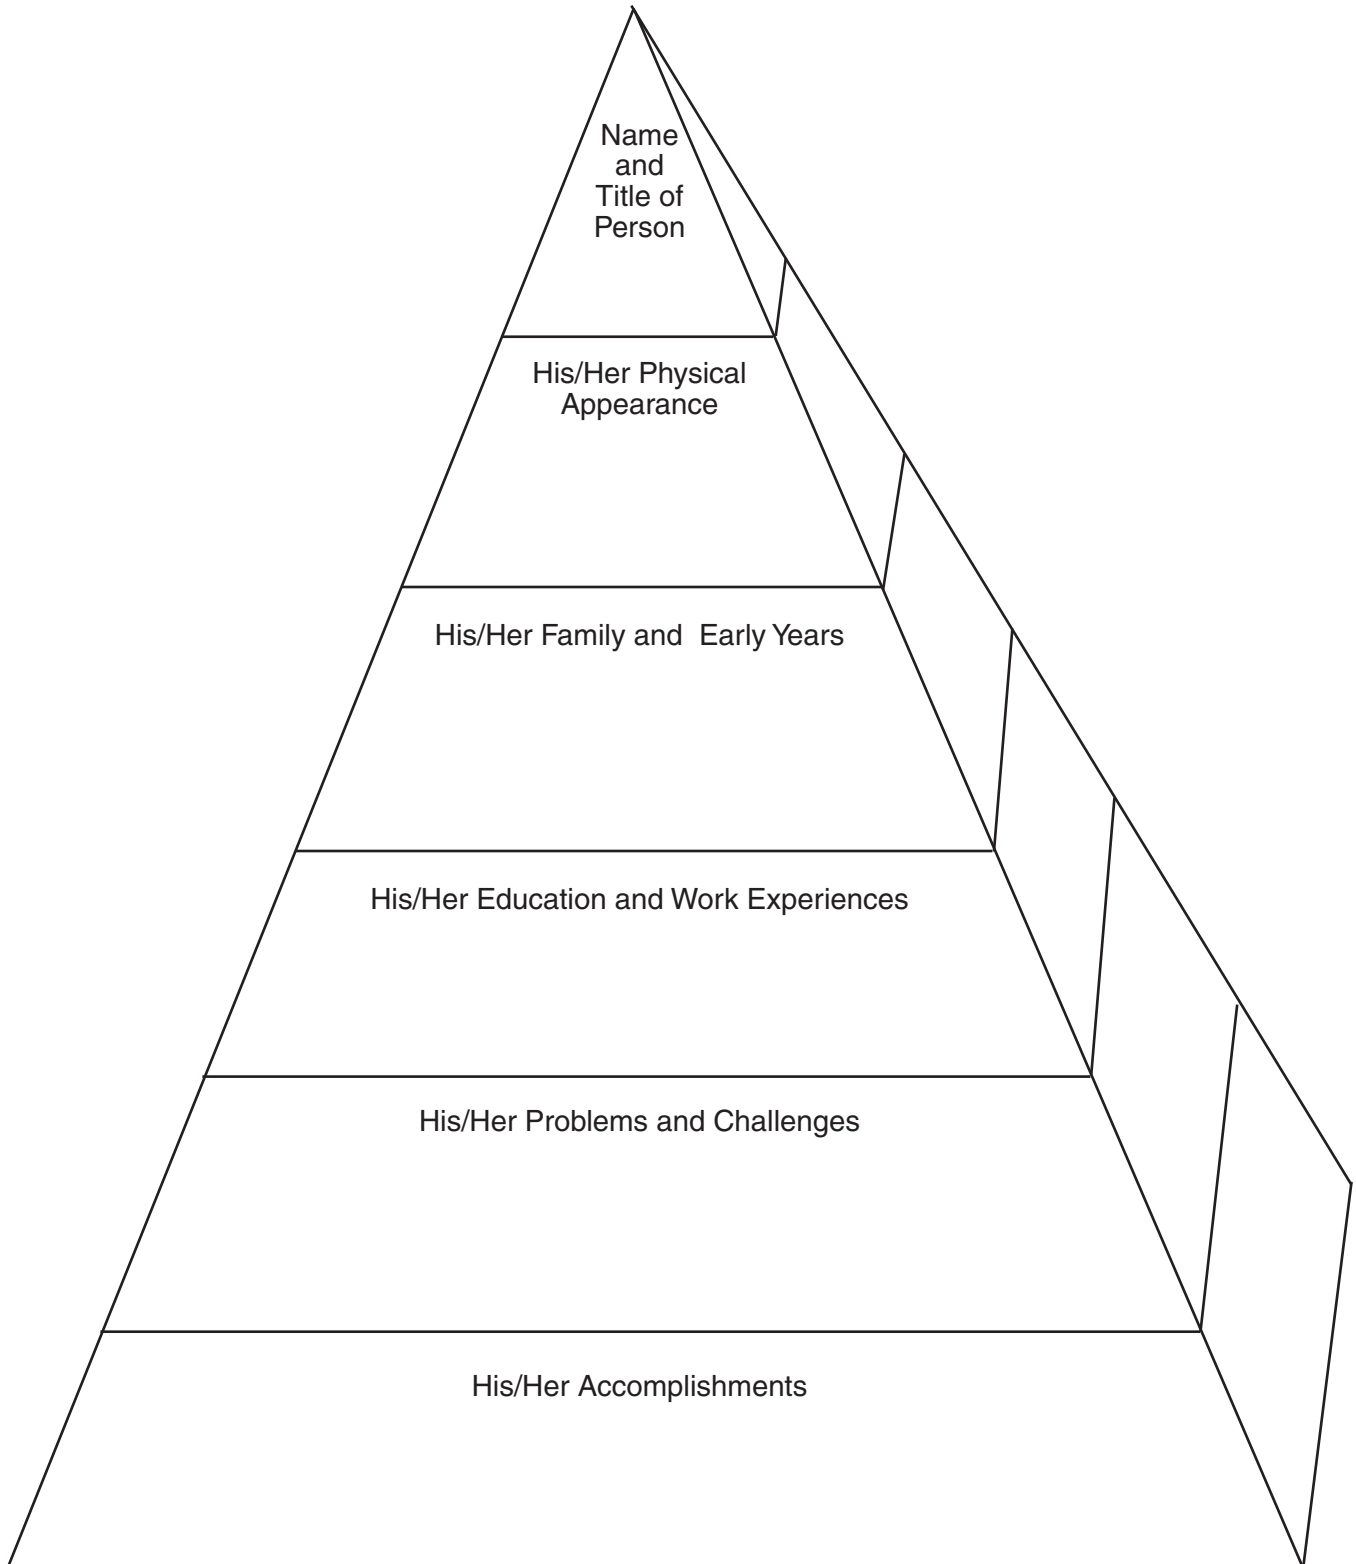 Name
and
Title of
Person
His/Her Physical
Appearance
His/Her Family and  Early Years
His/Her Education and Work Experiences
His/Her Problems and Challenges
His/Her Accomplishments